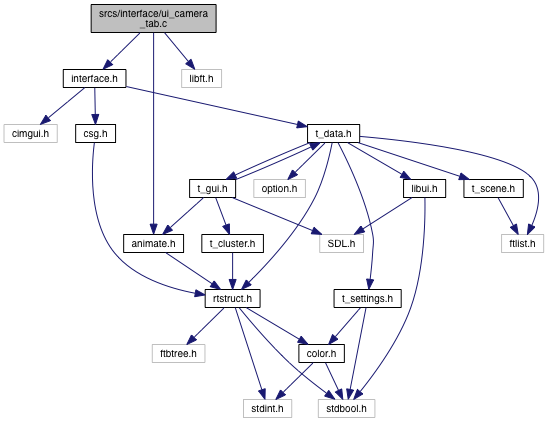 srcs/interface/ui_camera
_tab.c
interface.h
libft.h
cimgui.h
csg.h
t_data.h
t_gui.h
option.h
libui.h
t_scene.h
animate.h
t_cluster.h
SDL.h
ftlist.h
rtstruct.h
t_settings.h
ftbtree.h
color.h
stdint.h
stdbool.h